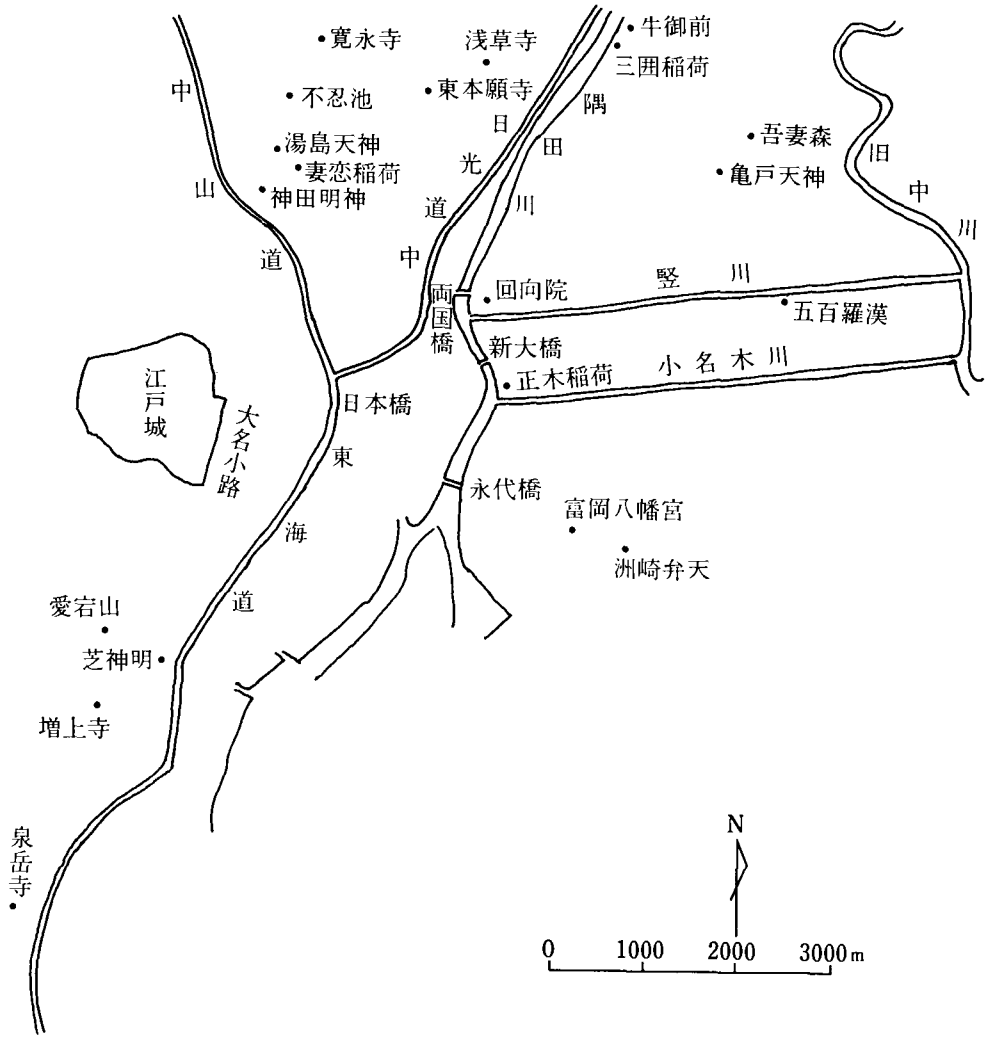 寛永寺
浅草寺
牛御前
三囲稲荷
不忍池
東本願寺
湯島天神
妻恋稲荷
神田明神
吾妻森
亀戸天神
中山道
日光道中
隅田川
旧中川
両国橋
回向院
竪川
五百羅漢
新大橋
正木稲荷
小名木川
江戸城
大名小路
日本橋
東海道
永代橋
富岡八幡宮
洲崎弁天
愛宕山
芝神明
増上寺
泉岳寺
N
0 1000 2000 3000m